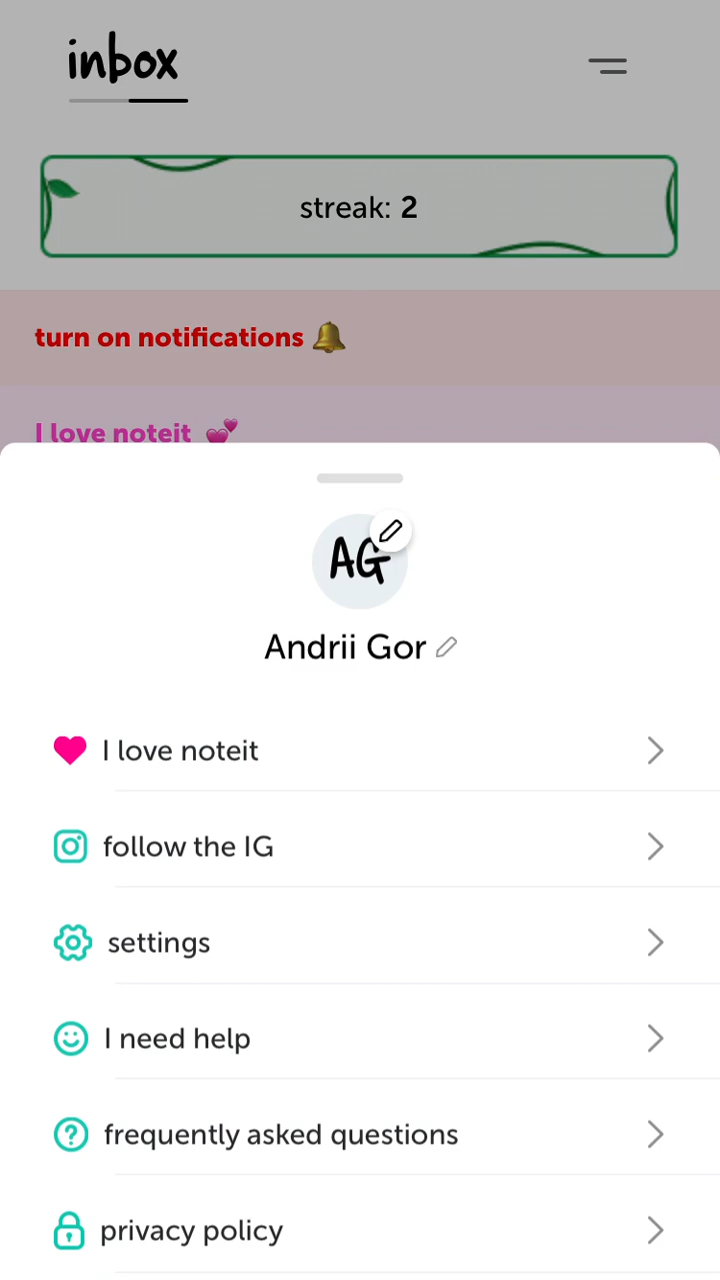 inbox
streak: 2
turn on notifications 🔔
I love noteit 💕
AG
Andrii Gor
I love noteit
follow the IG
settings
I need help
frequently asked questions
privacy policy